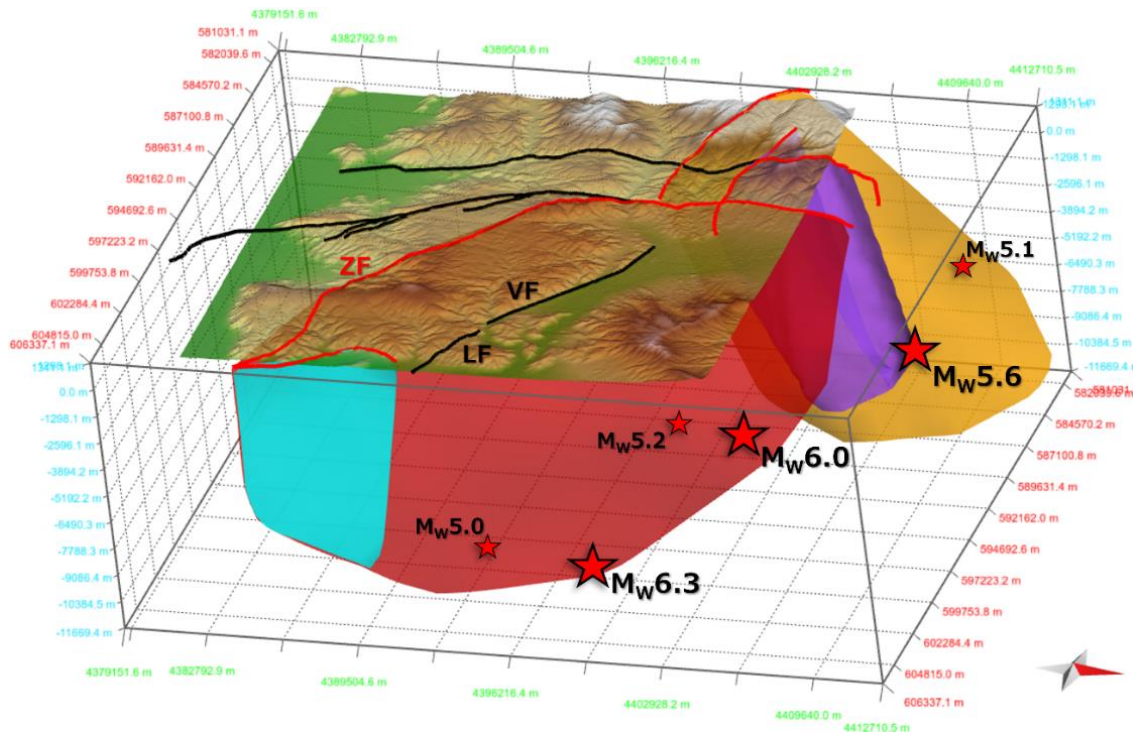 4379151.6 m
581031.1 m
4382792.9 m
582039.6 m
4389504.6 m
584570.2 m
4396216.4 m
587100.8 m
4402928.2 m
589631.4 m
4409640.0 m
592162.0 m
4412710.5 m
594692.6 m
0.0 m
597223.2 m
-1298.1 m
599753.8 m
-2596.1 m
602284.4 m
-3894.2 m
604815.0 m
-5192.2 m
606337.1 m
-6490.3 m
-7788.3 m
-9086.4 m
-10384.5 m
-11669.4 m
ZF
VF
LF
MW5.1
MW5.6
MW5.2
MW6.0
MW5.0
MW6.3
0.0 m
-1298.1 m
-2596.1 m
-3894.2 m
-5192.2 m
-6490.3 m
-7788.3 m
-9086.4 m
-10384.5 m
-11669.4 m
584570.2 m
587100.8 m
589631.4 m
592162.0 m
594692.6 m
597223.2 m
599753.8 m
602284.4 m
604815.0 m
606337.1 m
4379151.6 m
4382792.9 m
4389504.6 m
4396216.4 m
4402928.2 m
4409640.0 m
4412710.5 m